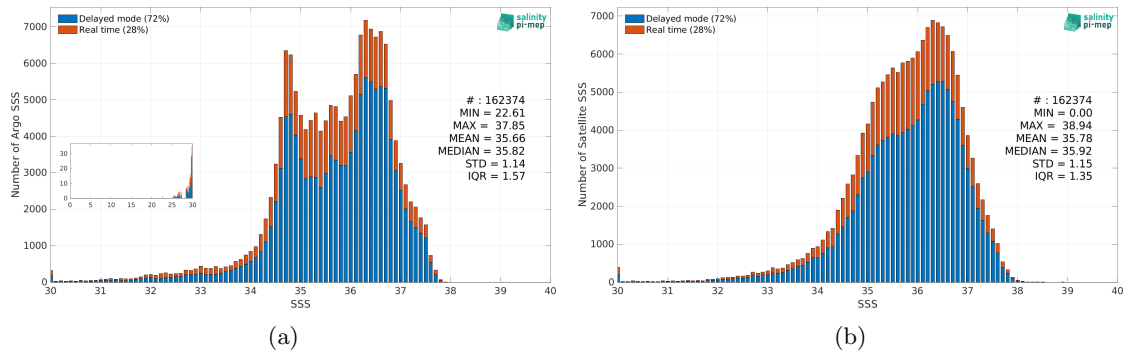 Delayed mode (72%)
Real time (28%)
salinity
pi-mep
7000
6000
5000
4000
3000
2000
1000
0
Number of Argo SSS
# : 162374
MIN = 22.61
MAX = 37.85
MEAN = 35.66
MEDIAN = 35.82
STD = 1.14
IQR = 1.57
30
20
10
0
0 5 10 15 20 25 30
30 31 32 33 34 35 36 37 38 39 40
SSS
(a)
Delayed mode (72%)
Real time (28%)
salinity
pi-mep
7000
6000
5000
4000
3000
2000
1000
0
Number of Satellite SSS
# : 162374
MIN = 0.00
MAX = 38.94
MEAN = 35.78
MEDIAN = 35.92
STD = 1.15
IQR = 1.35
30 31 32 33 34 35 36 37 38 39 40
SSS
(b)